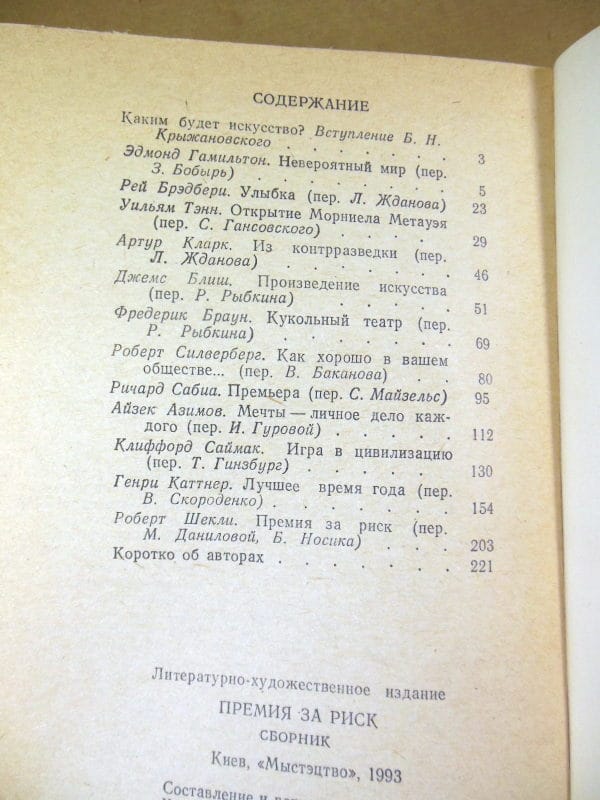 СОДЕРЖАНИЕ
Каким будет искусство? Вступление Б. Н.
Крыжановского . . . . . . . 3
Эдмонд Гамильтон. Невероятный мир (пер.
З. Бобырь) . . . . . . . . 5
Рей Брэдбери. Улыбка (пер. Л. Жданова) 23
Уильям Тэнн. Открытие Морниела Метауэя
(пер. С. Гансовского) . . . . 29
Артур Кларк. Из контрразведки (пер.
Л. Жданова) . . . . . . . 46
Джемс Блиш. Произведение искусства
(пер. Р. Рыбкина) . . . . . 51
Фредерик Браун. Кукольный театр (пер.
Р. Рыбкина) . . . . . . . 69
Роберт Силверберг. Как хорошо в вашем
обществе... (пер. В. Баканова) . . 80
Ричард Сабиа. Премьера (пер. С. Майзельс) 95
Айзек Азимов. Мечты — личное дело каж-
дого (пер. И. Гуровой) . . . . . 112
Клиффорд Саймак. Игра в цивилизацию
(пер. Т. Гинзбург) . . . . . 130
Генри Каттнер. Лучшее время года (пер.
В. Скороденко) . . . . . . . 154
Роберт Шекли. Премия за риск (пер.
М. Даниловой, Б. Носика) . . . 203
Коротко об авторах . . . . . . . 221
Литературно-художественное издание
ПРЕМИЯ ЗА РИСК
СБОРНИК
Киев, «Мыстэцтво», 1993
Составление и